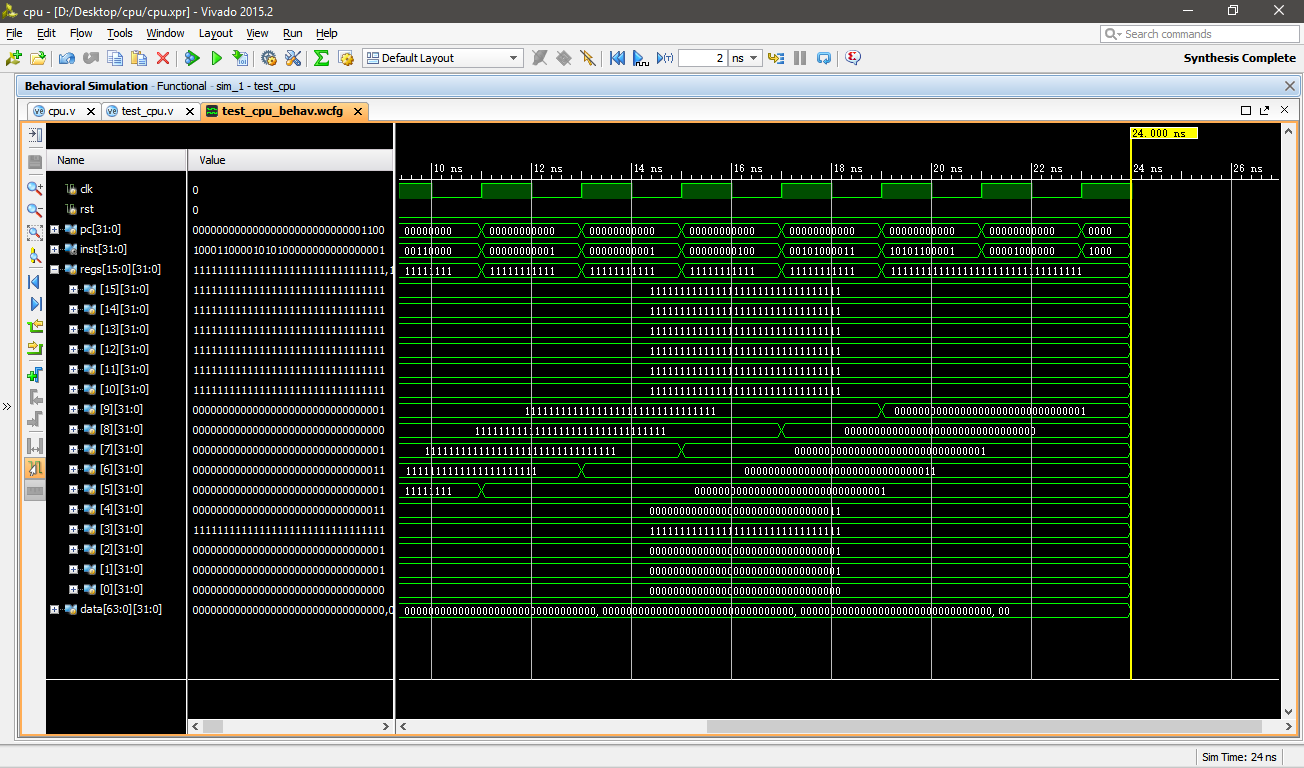 cpu - [D:/Desktop/cpu/cpu.xpr] - Vivado 2015.2
File Edit Flow Tools Window Layout View Run Help
Search commands
Default Layout 2 ns Synthesis Complete
Behavioral Simulation - Functional - sim_1 - test_cpu
cpu.v test_cpu.v test_cpu_behav.wcfg
24.000 ns
Name Value 10 ns 12 ns 14 ns 16 ns 18 ns 20 ns 22 ns 24 ns 26 ns
clk 0
rst 0
pc[31:0] 00000000000000000000000000001100 00000000 00000000000 00000000000 00000000000 00000000000 00000000000 00000000000 0000
inst[31:0] 10001100001010100000000000000001 00110000 00000000001 00000000001 00000000000 00101000011 10101100001 00001000000 1000
regs[15:0][31:0] 11111111111111111111111111111111,1 11111111 11111111111 11111111111 11111111111 11111111111 11111111111111111111111111111111
[15][31:0] 11111111111111111111111111111111 11111111111111111111111111111111
[14][31:0] 11111111111111111111111111111111 11111111111111111111111111111111
[13][31:0] 11111111111111111111111111111111 11111111111111111111111111111111
[12][31:0] 11111111111111111111111111111111 11111111111111111111111111111111
[11][31:0] 11111111111111111111111111111111 11111111111111111111111111111111
[10][31:0] 11111111111111111111111111111111 11111111111111111111111111111111
[9][31:0] 00000000000000000000000000000001 11111111111111111111111111111111 00000000000000000000000000000001
[8][31:0] 00000000000000000000000000000000 11111111111111111111111111111111 00000000000000000000000000000000
[7][31:0] 00000000000000000000000000000001 11111111111111111111111111111111 00000000000000000000000000000001
[6][31:0] 00000000000000000000000000000011 1111111111111111111111 00000000000000000000000000000011
[5][31:0] 00000000000000000000000000000001 11111111 00000000000000000000000000000001
[4][31:0] 00000000000000000000000000000011 00000000000000000000000000000011
[3][31:0] 11111111111111111111111111111111 11111111111111111111111111111111
[2][31:0] 00000000000000000000000000000001 00000000000000000000000000000001
[1][31:0] 00000000000000000000000000000001 00000000000000000000000000000001
[0][31:0] 00000000000000000000000000000000 00000000000000000000000000000000
data[63:0][31:0] 00000000000000000000000000000000,0 00000000000000000000000000000000, 00000000000000000000000000000000, 00000000000000000000000000000000, 00
Sim Time: 24 ns